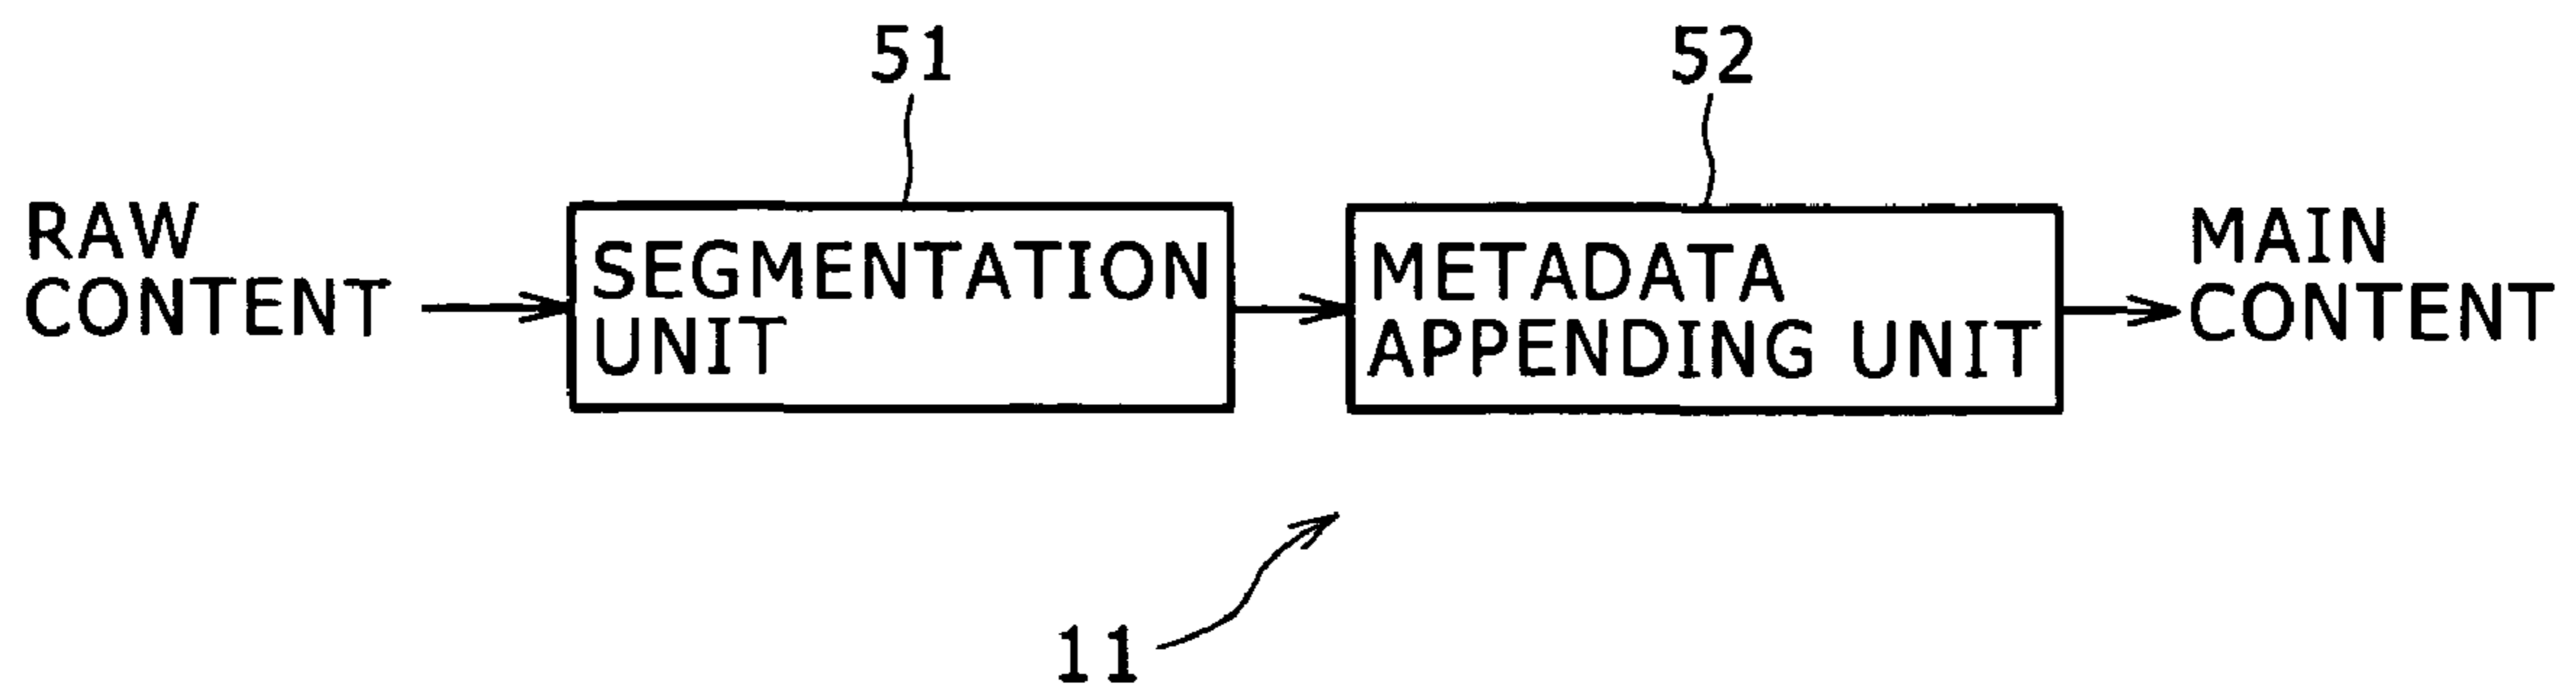 51
52
RAW
CONTENT
SEGMENTATION
UNIT
METADATA
APPENDING UNIT
MAIN
CONTENT
11